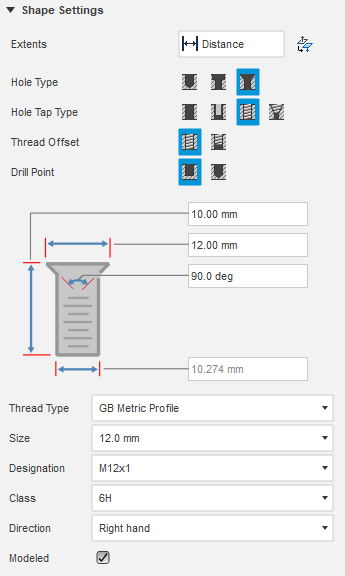 Shape Settings
Extents Distance
Hole Type
Hole Tap Type
Thread Offset
Drill Point
10.00 mm
12.00 mm
90.0 deg
10.274 mm
Thread Type GB Metric Profile
Size 12.0 mm
Designation M12x1
Class 6H
Direction Right hand
Modeled